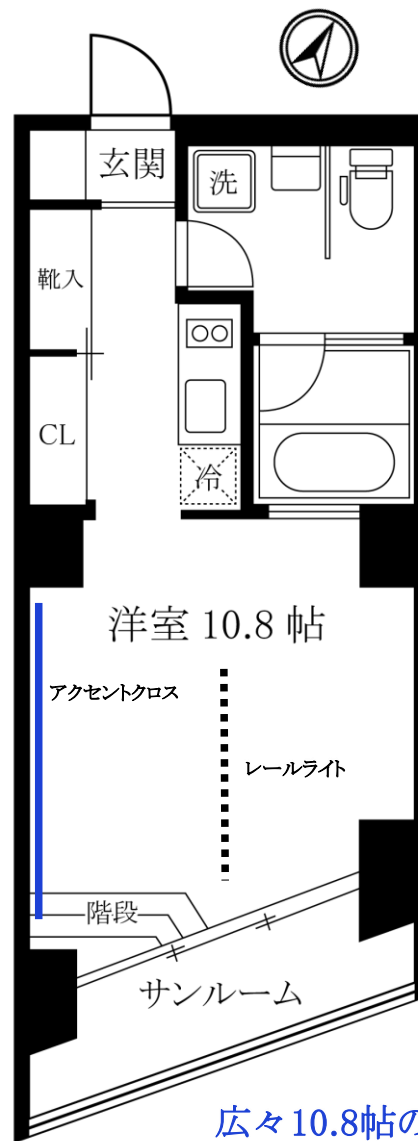 玄関
洗
靴入
CL
冷
洋室 10.8 帖
アクセントクロス
レールライト
階段
サンルーム
広々10.8帖の